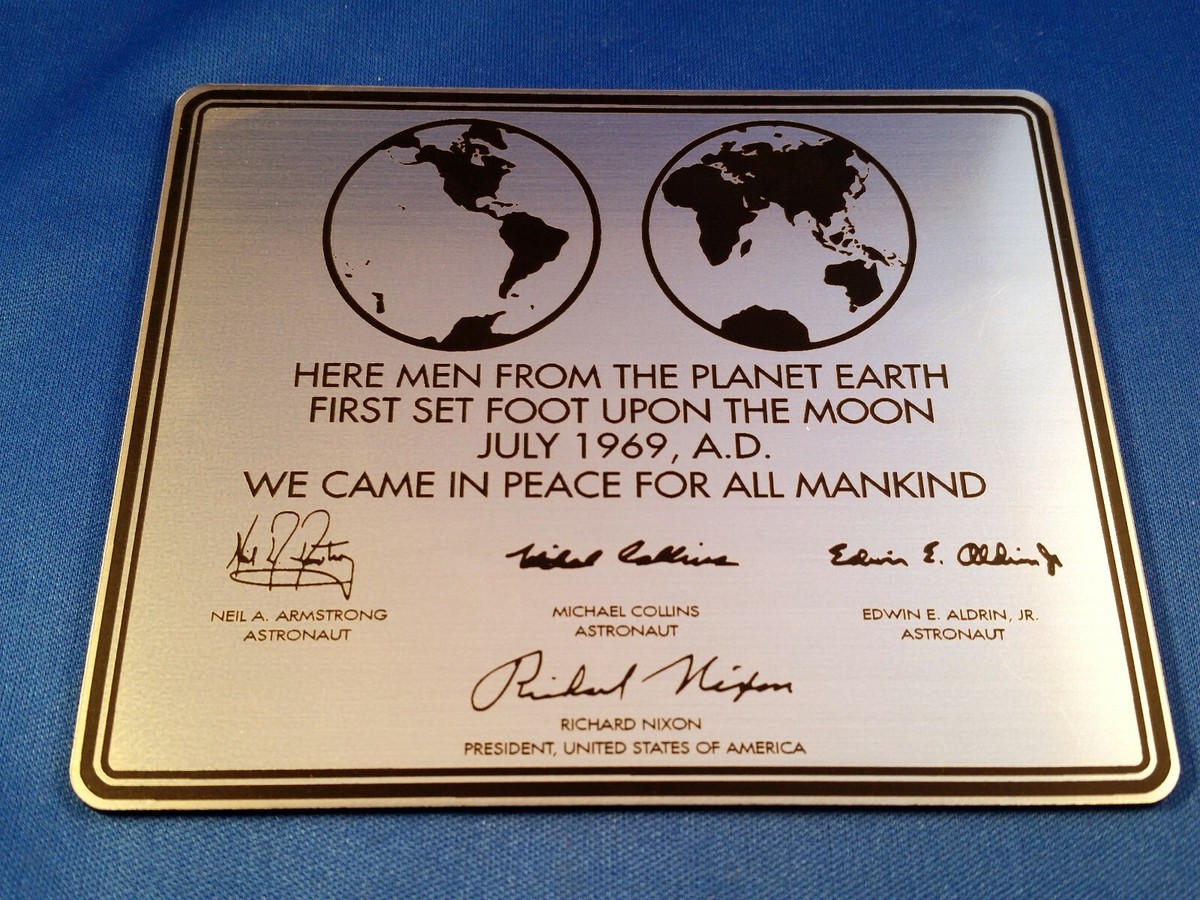 HERE MEN FROM THE PLANET EARTH
FIRST SET FOOT UPON THE MOON
JULY 1969, A.D.
WE CAME IN PEACE FOR ALL MANKIND
Neil A. Armstrong
Michael Collins
Edwin E. Aldrin Jr
NEIL A. ARMSTRONG
ASTRONAUT
MICHAEL COLLINS
ASTRONAUT
EDWIN E. ALDRIN, JR.
ASTRONAUT
Richard Nixon
RICHARD NIXON
PRESIDENT, UNITED STATES OF AMERICA